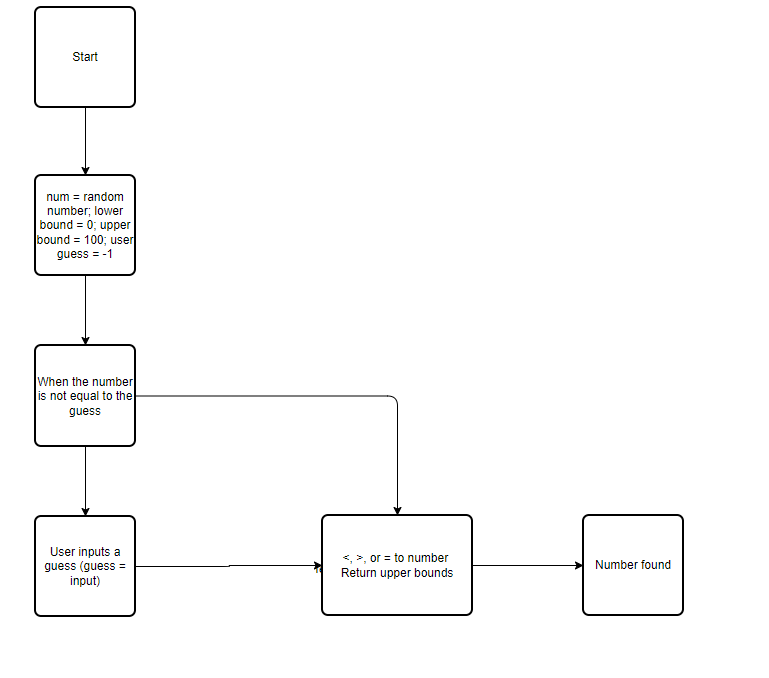 Start
num = random
number; lower
bound = 0; upper
bound = 100; user
guess = -1
When the number
is not equal to the
guess
User inputs a
guess (guess =
input)
<, >, or = to number
Return upper bounds
Number found